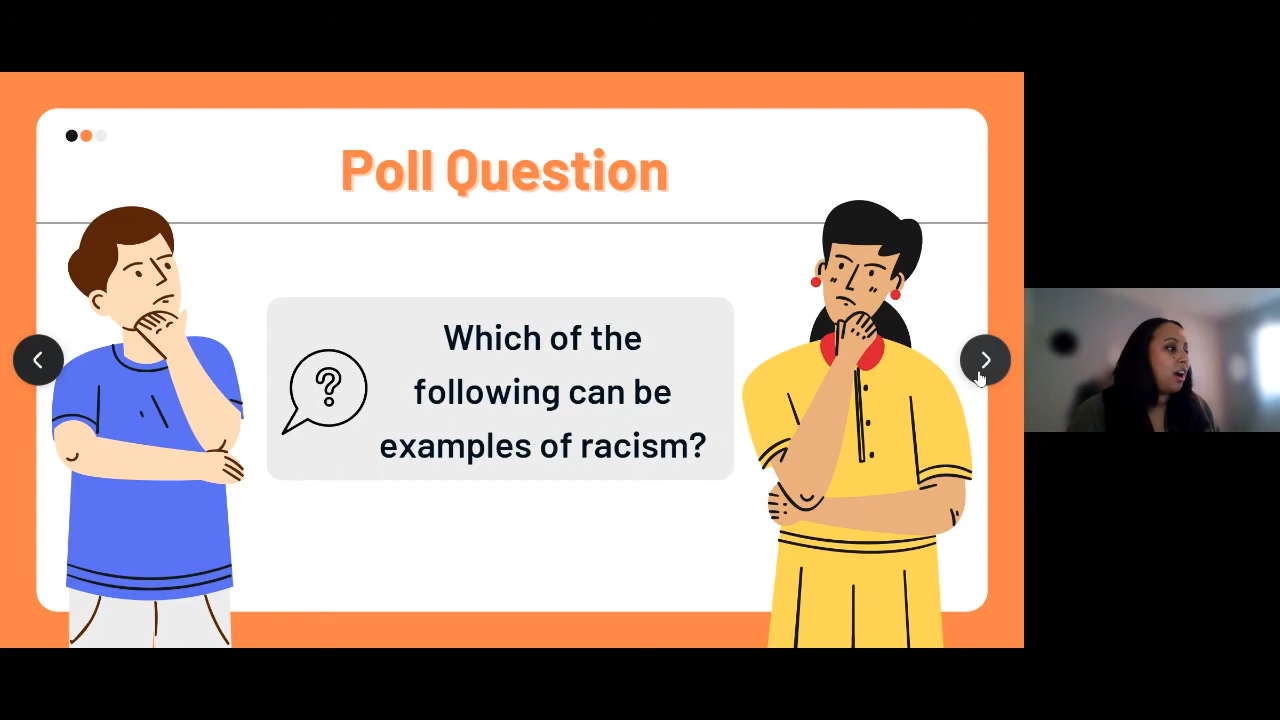 Poll Question
Which of the
following can be
examples of racism?